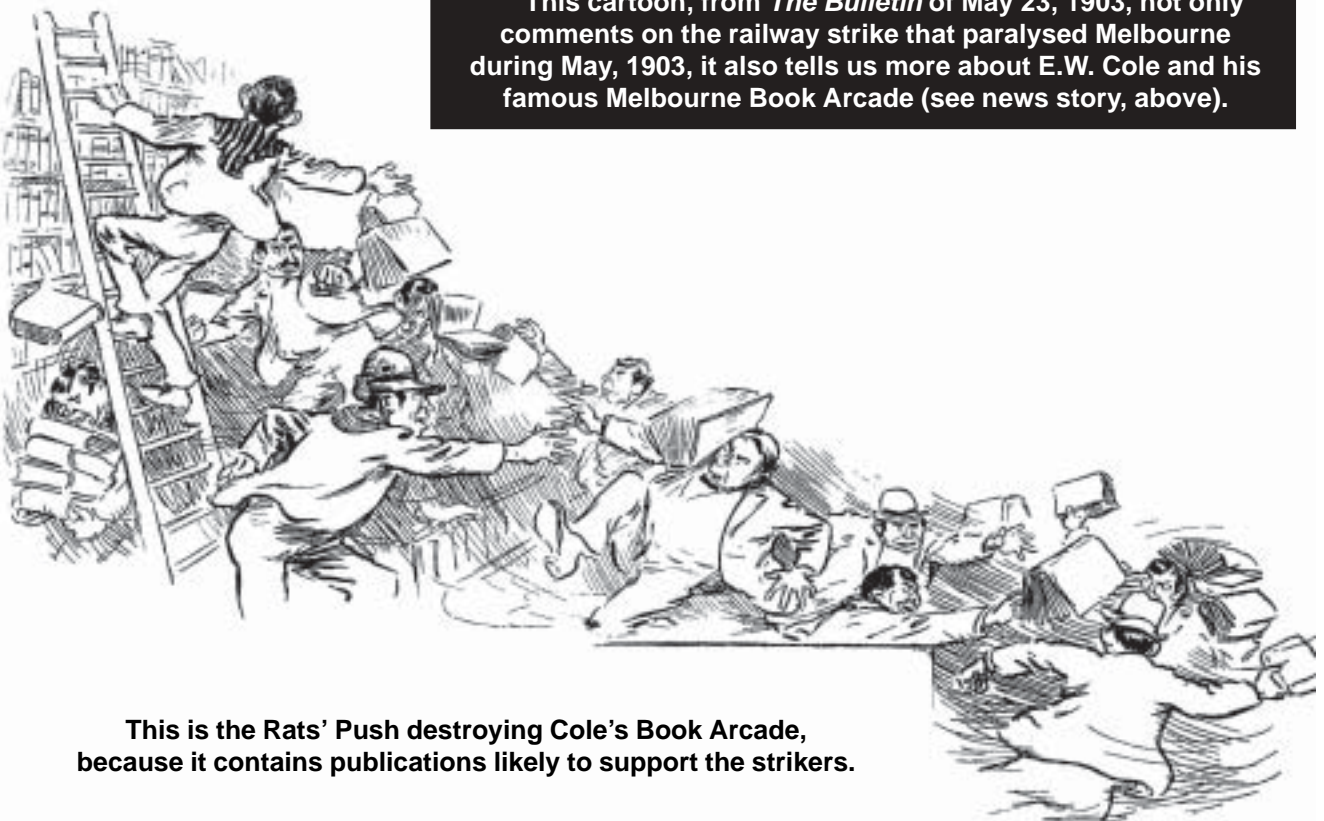 This cartoon, from The Bulletin of May 23, 1903, not only
comments on the railway strike that paralysed Melbourne
during May, 1903, it also tells us more about E.W. Cole and his
famous Melbourne Book Arcade (see news story, above).
This is the Rats’ Push destroying Cole’s Book Arcade,
because it contains publications likely to support the strikers.